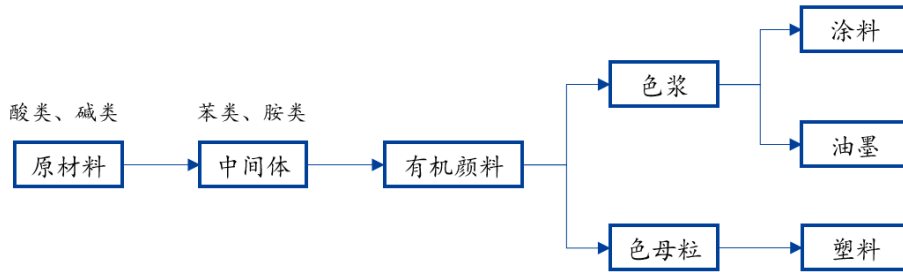 涂料
色浆
酸类、碱类
苯类、胺类
油墨
原材料
中间体
有机颜料
色母粒
塑料